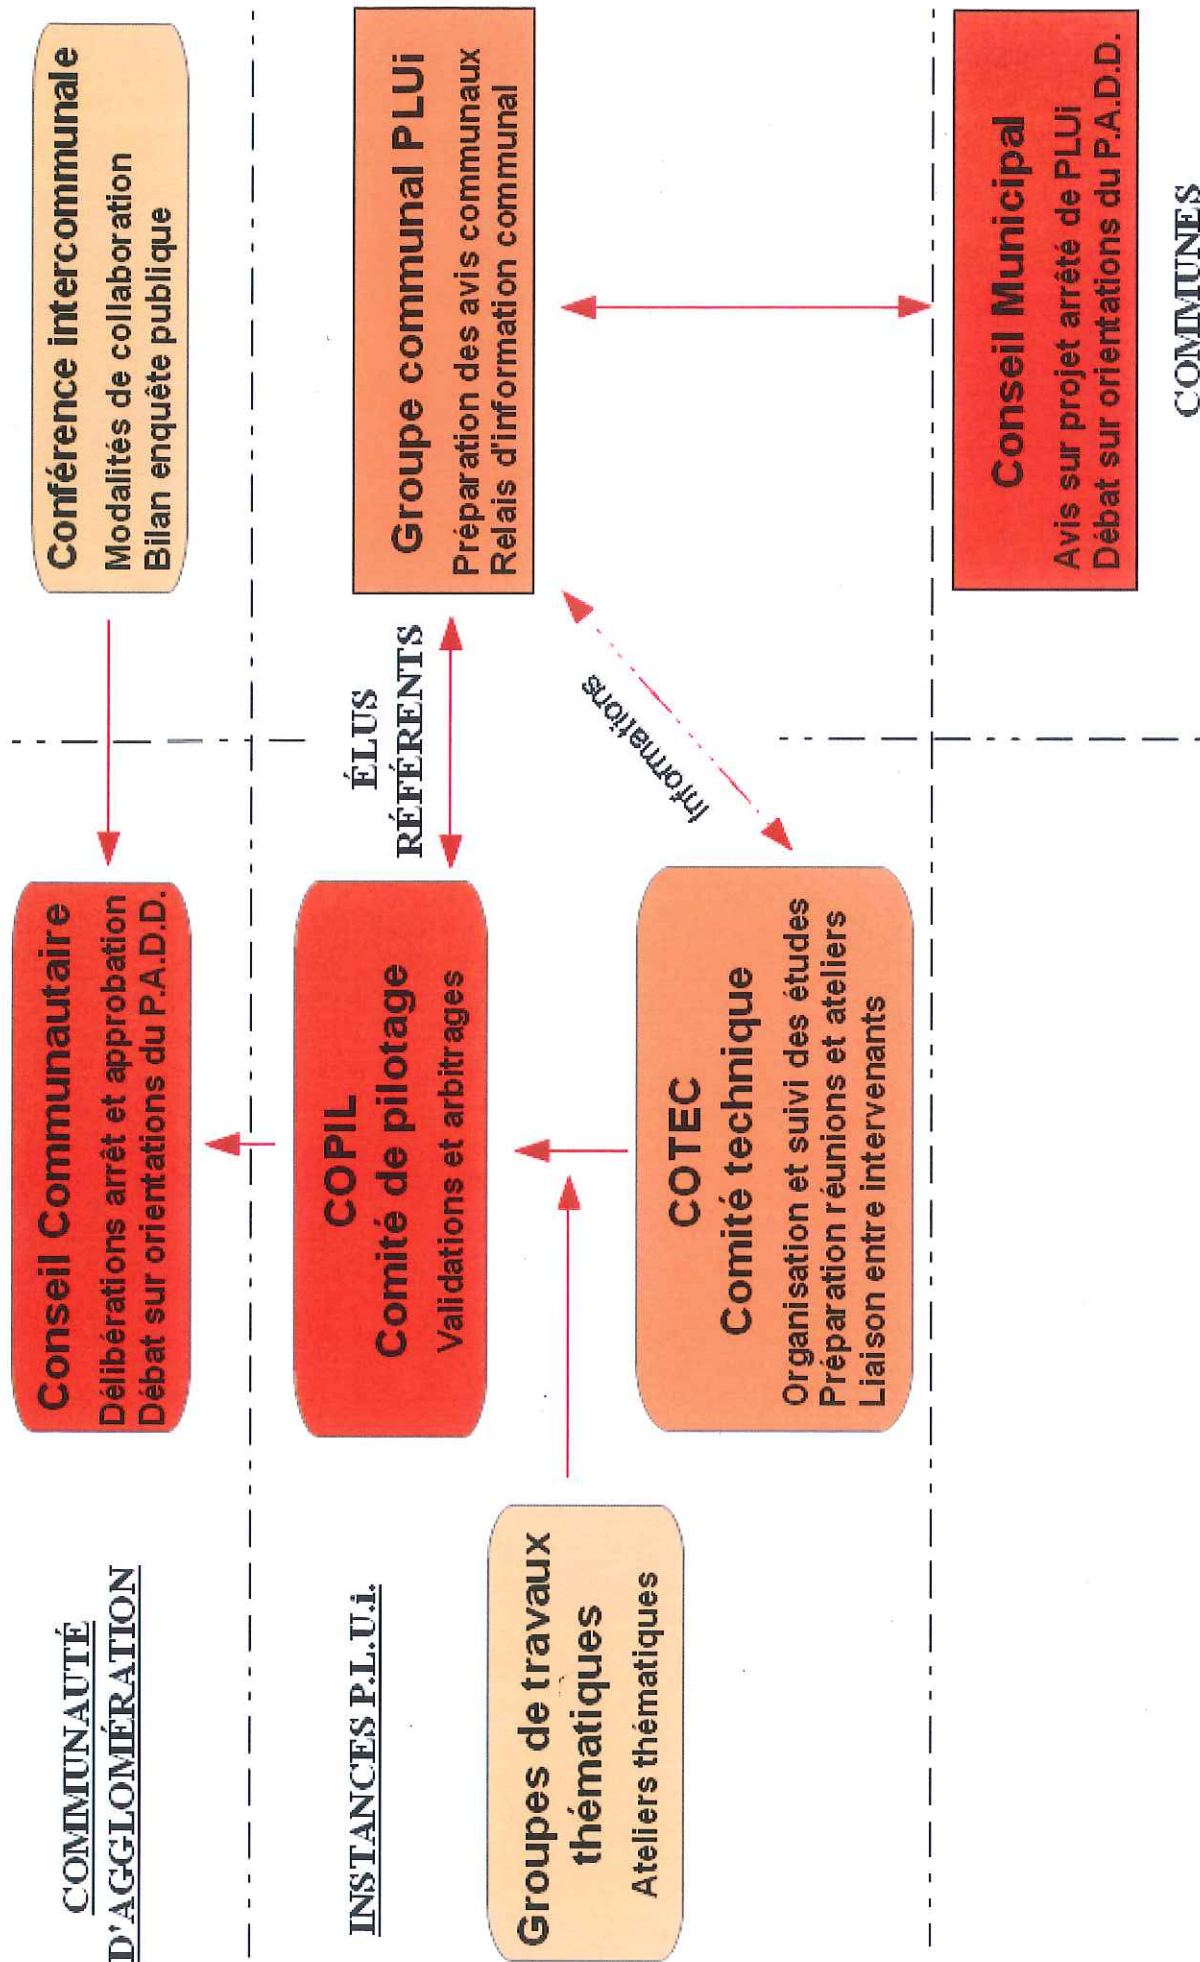 COMMUNAUTÉ
D'AGGLOMÉRATION
Conseil Communautaire
Délibérations arrêt et approbation
Débat sur orientations du P.A.D.D.
Conférence intercommunale
Modalités de collaboration
Bilan enquête publique
INSTANCES P.L.U.i.
COPIL
Comité de pilotage
Validations et arbitrages
ÉLUS
RÉFÉRENTS
Groupe communal PLUi
Préparation des avis communaux
Relais d'information communal
Groupes de travaux
thématiques
Ateliers thématiques
COTEC
Comité technique
Organisation et suivi des études
Préparation réunions et ateliers
Liaison entre intervenants
Informations
Conseil Municipal
Avis sur projet arrêté de PLUi
Débat sur orientations du P.A.D.D.
COMMUNES